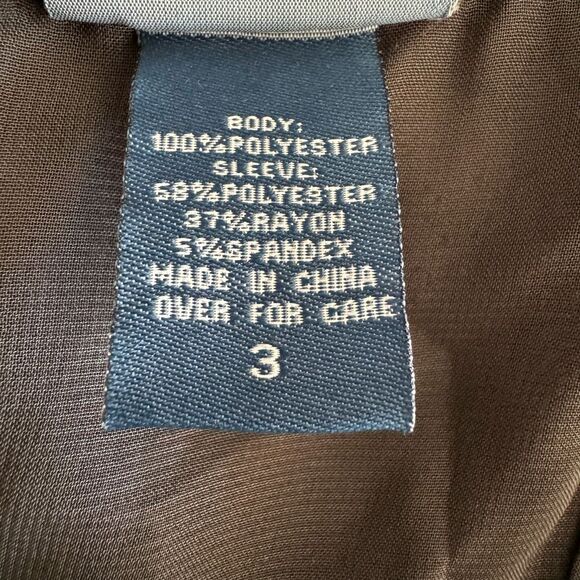 BODY:
100%POLYESTER
SLEEVE:
58%POLYESTER
37%RAYON
5%SPANDEX
MADE IN CHINA
OVER FOR CARE
3